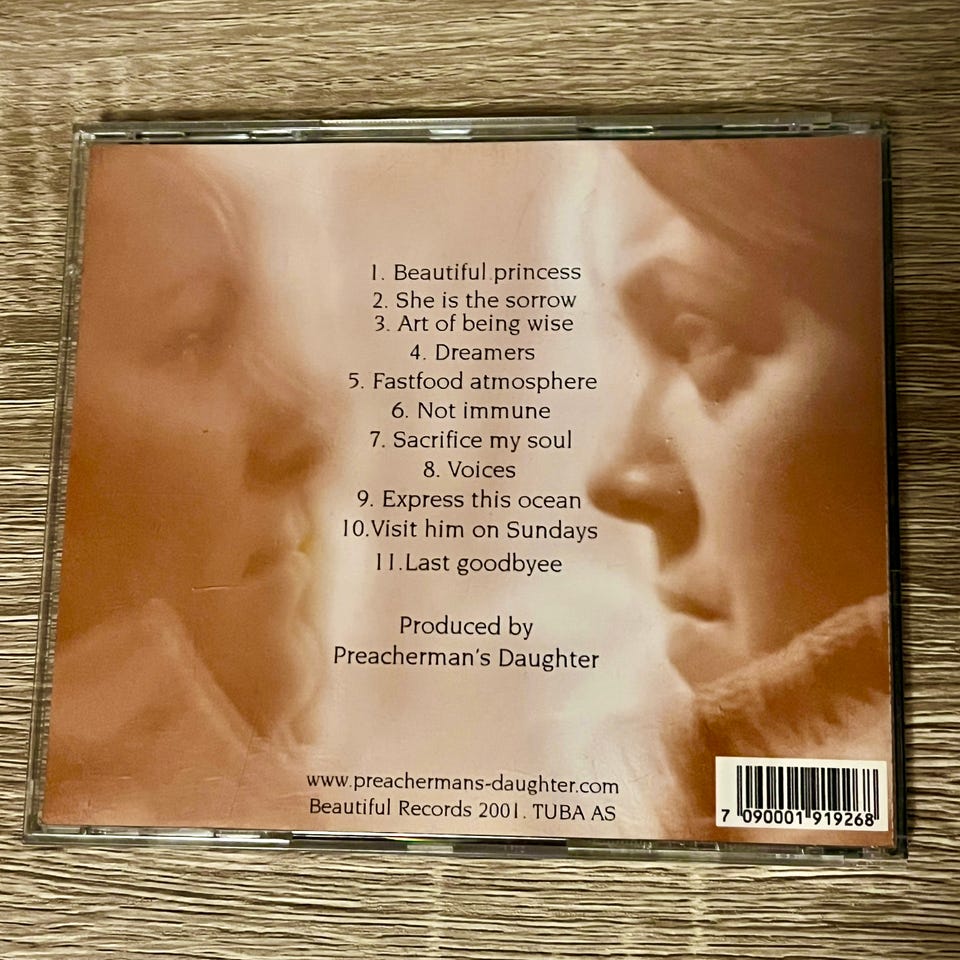 1. Beautiful princess
2. She is the sorrow
3. Art of being wise
4. Dreamers
5. Fastfood atmosphere
6. Not immune
7. Sacrifice my soul
8. Voices
9. Express this ocean
10.Visit him on Sundays
11.Last goodbyee
Produced by
Preacherman's Daughter
www.preachermans-daughter.com
Beautiful Records 2001. TUBA AS
7 090001 919268